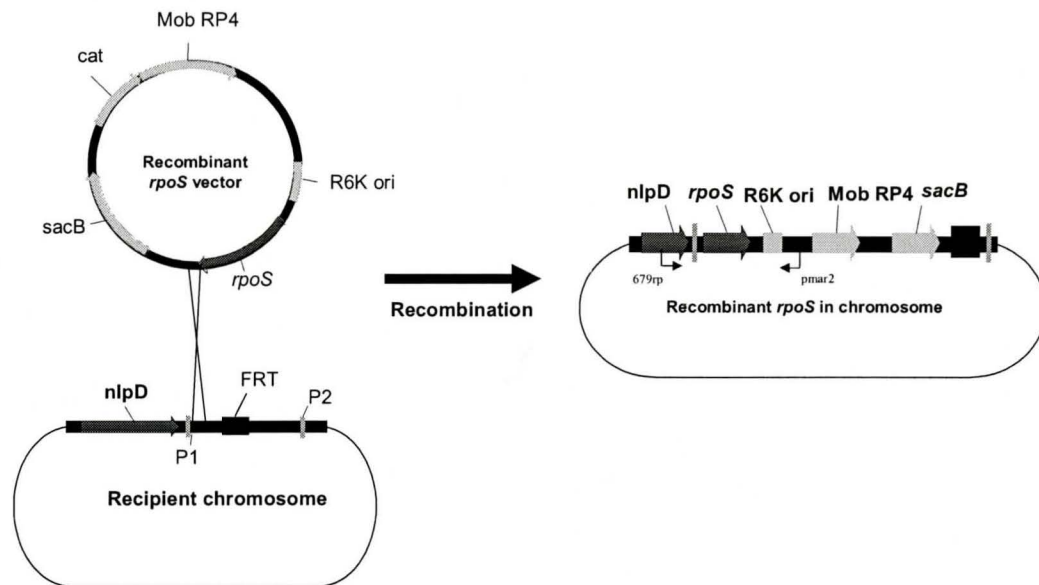 Mob RP4
cat
Recombinant
rpoS vector
R6K ori
sacB
rpoS
nlpD
FRT
P2
P1
Recipient chromosome
Recombination
nlpD rpoS R6K ori Mob RP4 sacB
679rp
pmar2
Recombinant rpoS in chromosome